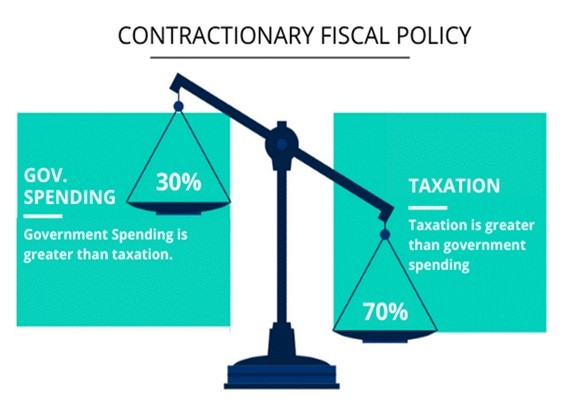 CONTRACTIONARY FISCAL POLICY
GOV.
SPENDING
Government Spending is
greater than taxation.
30%
TAXATION
Taxation is greater
than government
spending
70%